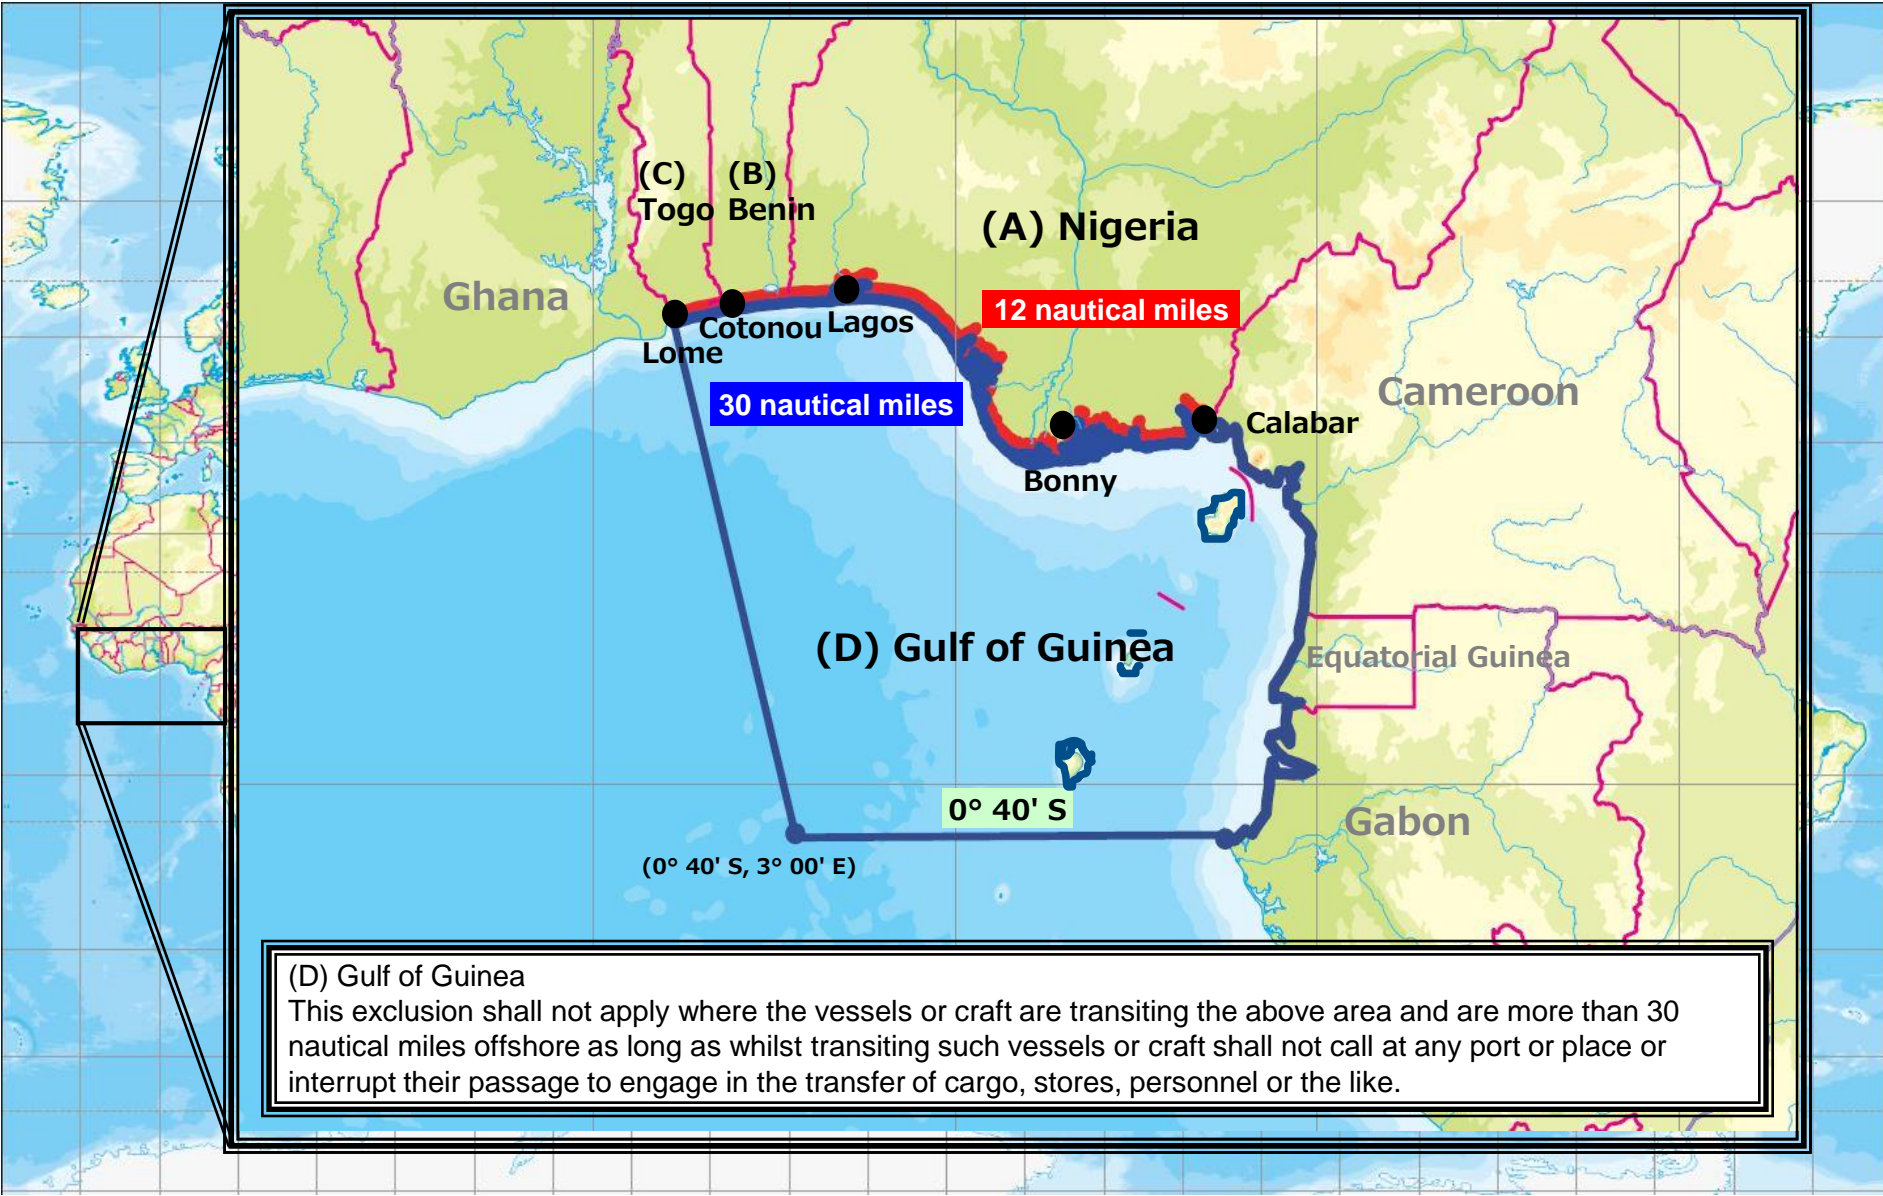 (C)
Togo
(B)
Benin
(A) Nigeria
Ghana
12 nautical miles
Cotonou
Lagos
Lome
30 nautical miles
Cameroon
Calabar
Bonny
(D) Gulf of Guinea
Equatorial Guinea
0° 40' S
Gabon
(0° 40' S, 3° 00' E)
(D) Gulf of Guinea
This exclusion shall not apply where the vessels or craft are transiting the above area and are more than 30
nautical miles offshore as long as whilst transiting such vessels or craft shall not call at any port or place or
interrupt their passage to engage in the transfer of cargo, stores, personnel or the like.